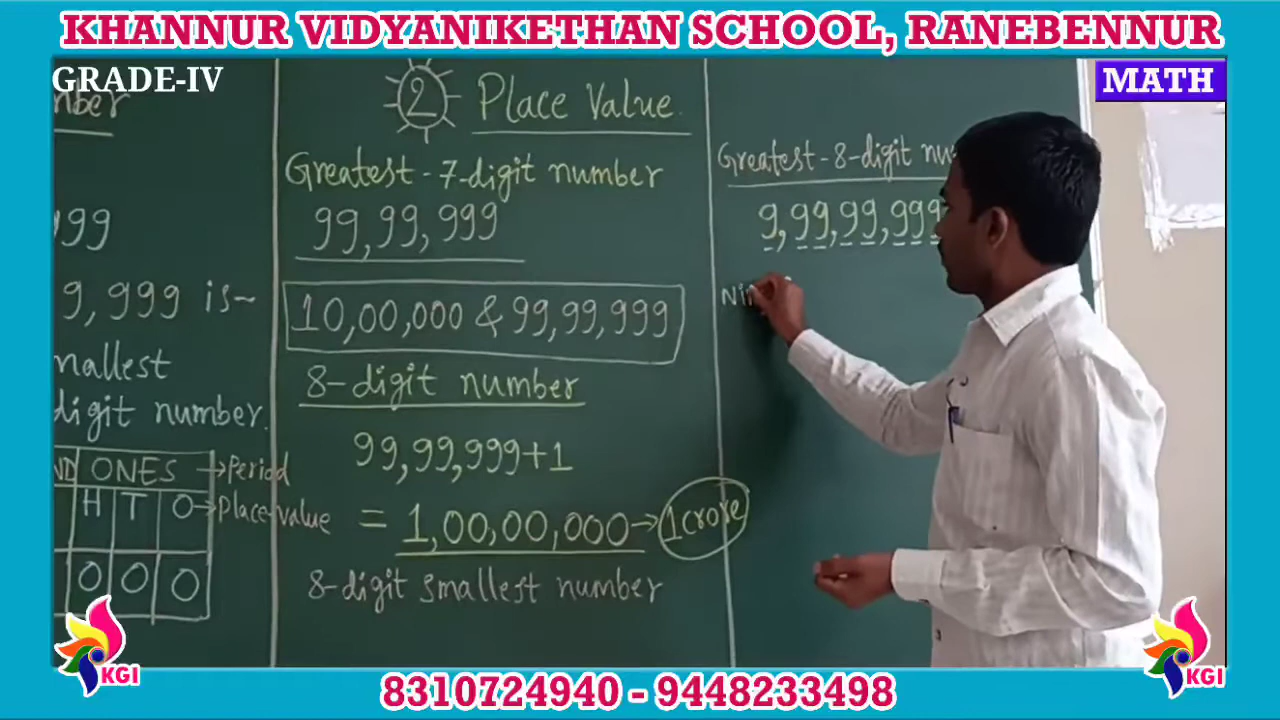 KHANNUR VIDYANIKETHAN SCHOOL, RANEBENNUR
GRADE-IV
MATH
999
9,999 is~
digit number.
ONES → Period
H T O → Place value
0 0 0
2 Place Value
Greatest - 7-digit number
99,99,999
10,00,000 & 99,99,999
8-digit number
99,99,999+1
= 1,00,00,000 → 1 crore
8-digit smallest number
Greatest - 8-digit
9,99,99,999
KGI
KGI
8310724940 - 9448233498